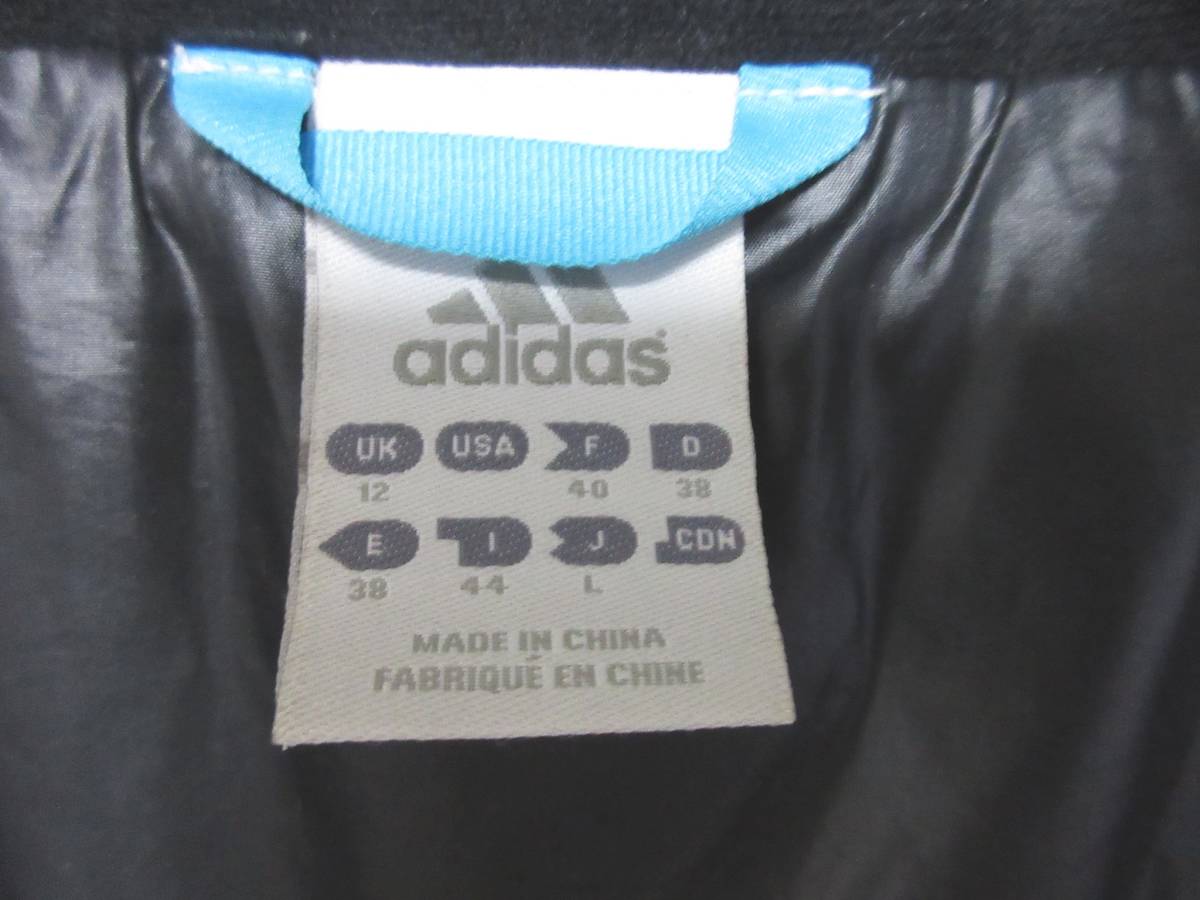 adidas
UK USA F D
12 40 38
E I J CDN
38 44 L
MADE IN CHINA
FABRIQUÉ EN CHINE